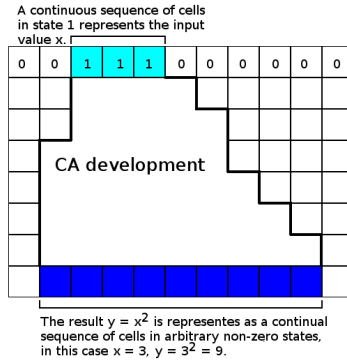 A continuous sequence of cells
in state 1 represents the input
value x.
0 0 1 1 1 0 0 0 0 0 0
CA development
The result y = x² is representes as a continual
sequence of cells in arbitrary non-zero states,
in this case x = 3, y = 3² = 9.